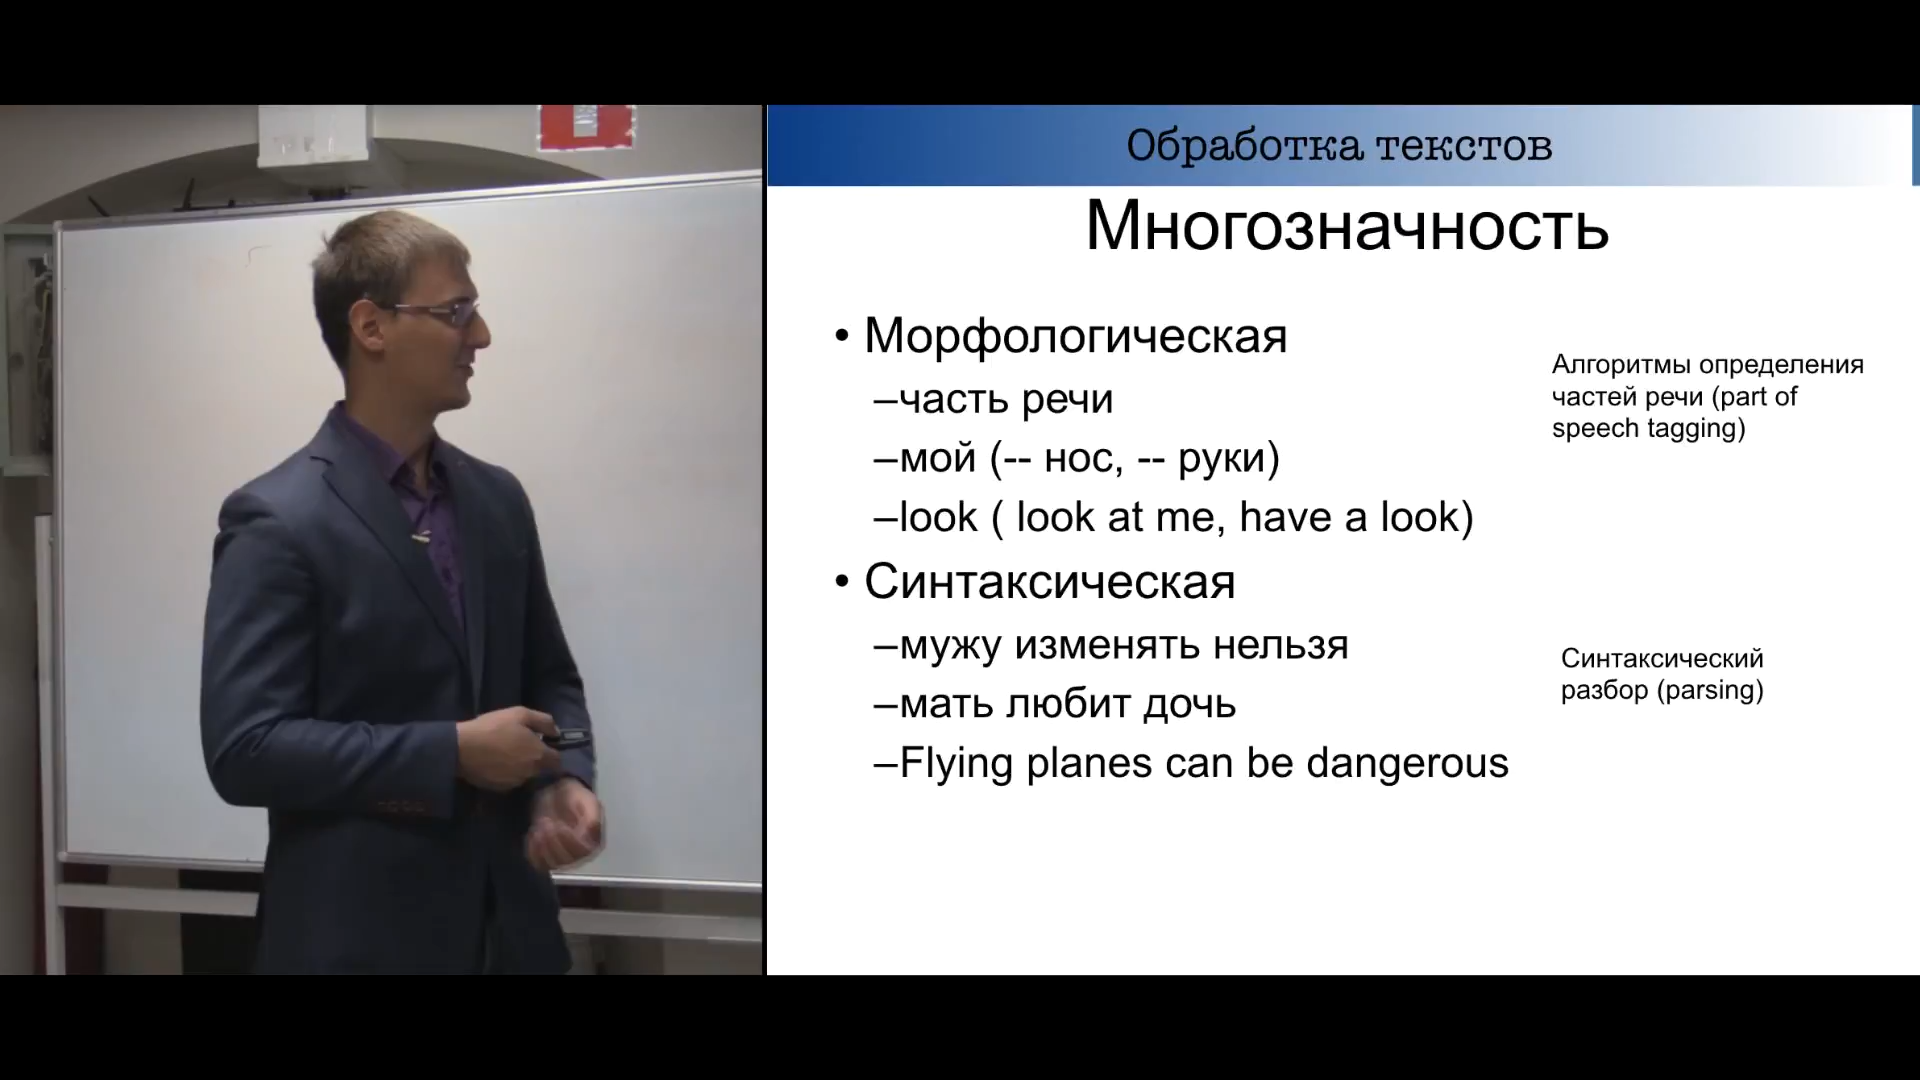 Обработка текстов
Многозначность
• Морфологическая
–часть речи
–мой (-- нос, -- руки)
–look ( look at me, have a look)
Алгоритмы определения
частей речи (part of
speech tagging)
• Синтаксическая
–мужу изменять нельзя
–мать любит дочь
–Flying planes can be dangerous
Синтаксический
разбор (parsing)